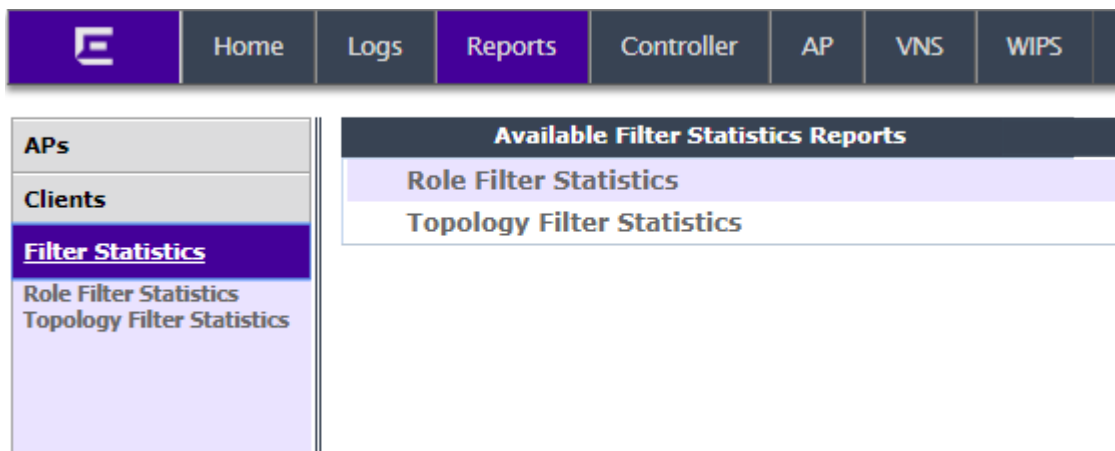 Home Logs Reports Controller AP VNS WIPS
APs
Clients
Filter Statistics
Role Filter Statistics
Topology Filter Statistics
Available Filter Statistics Reports
Role Filter Statistics
Topology Filter Statistics